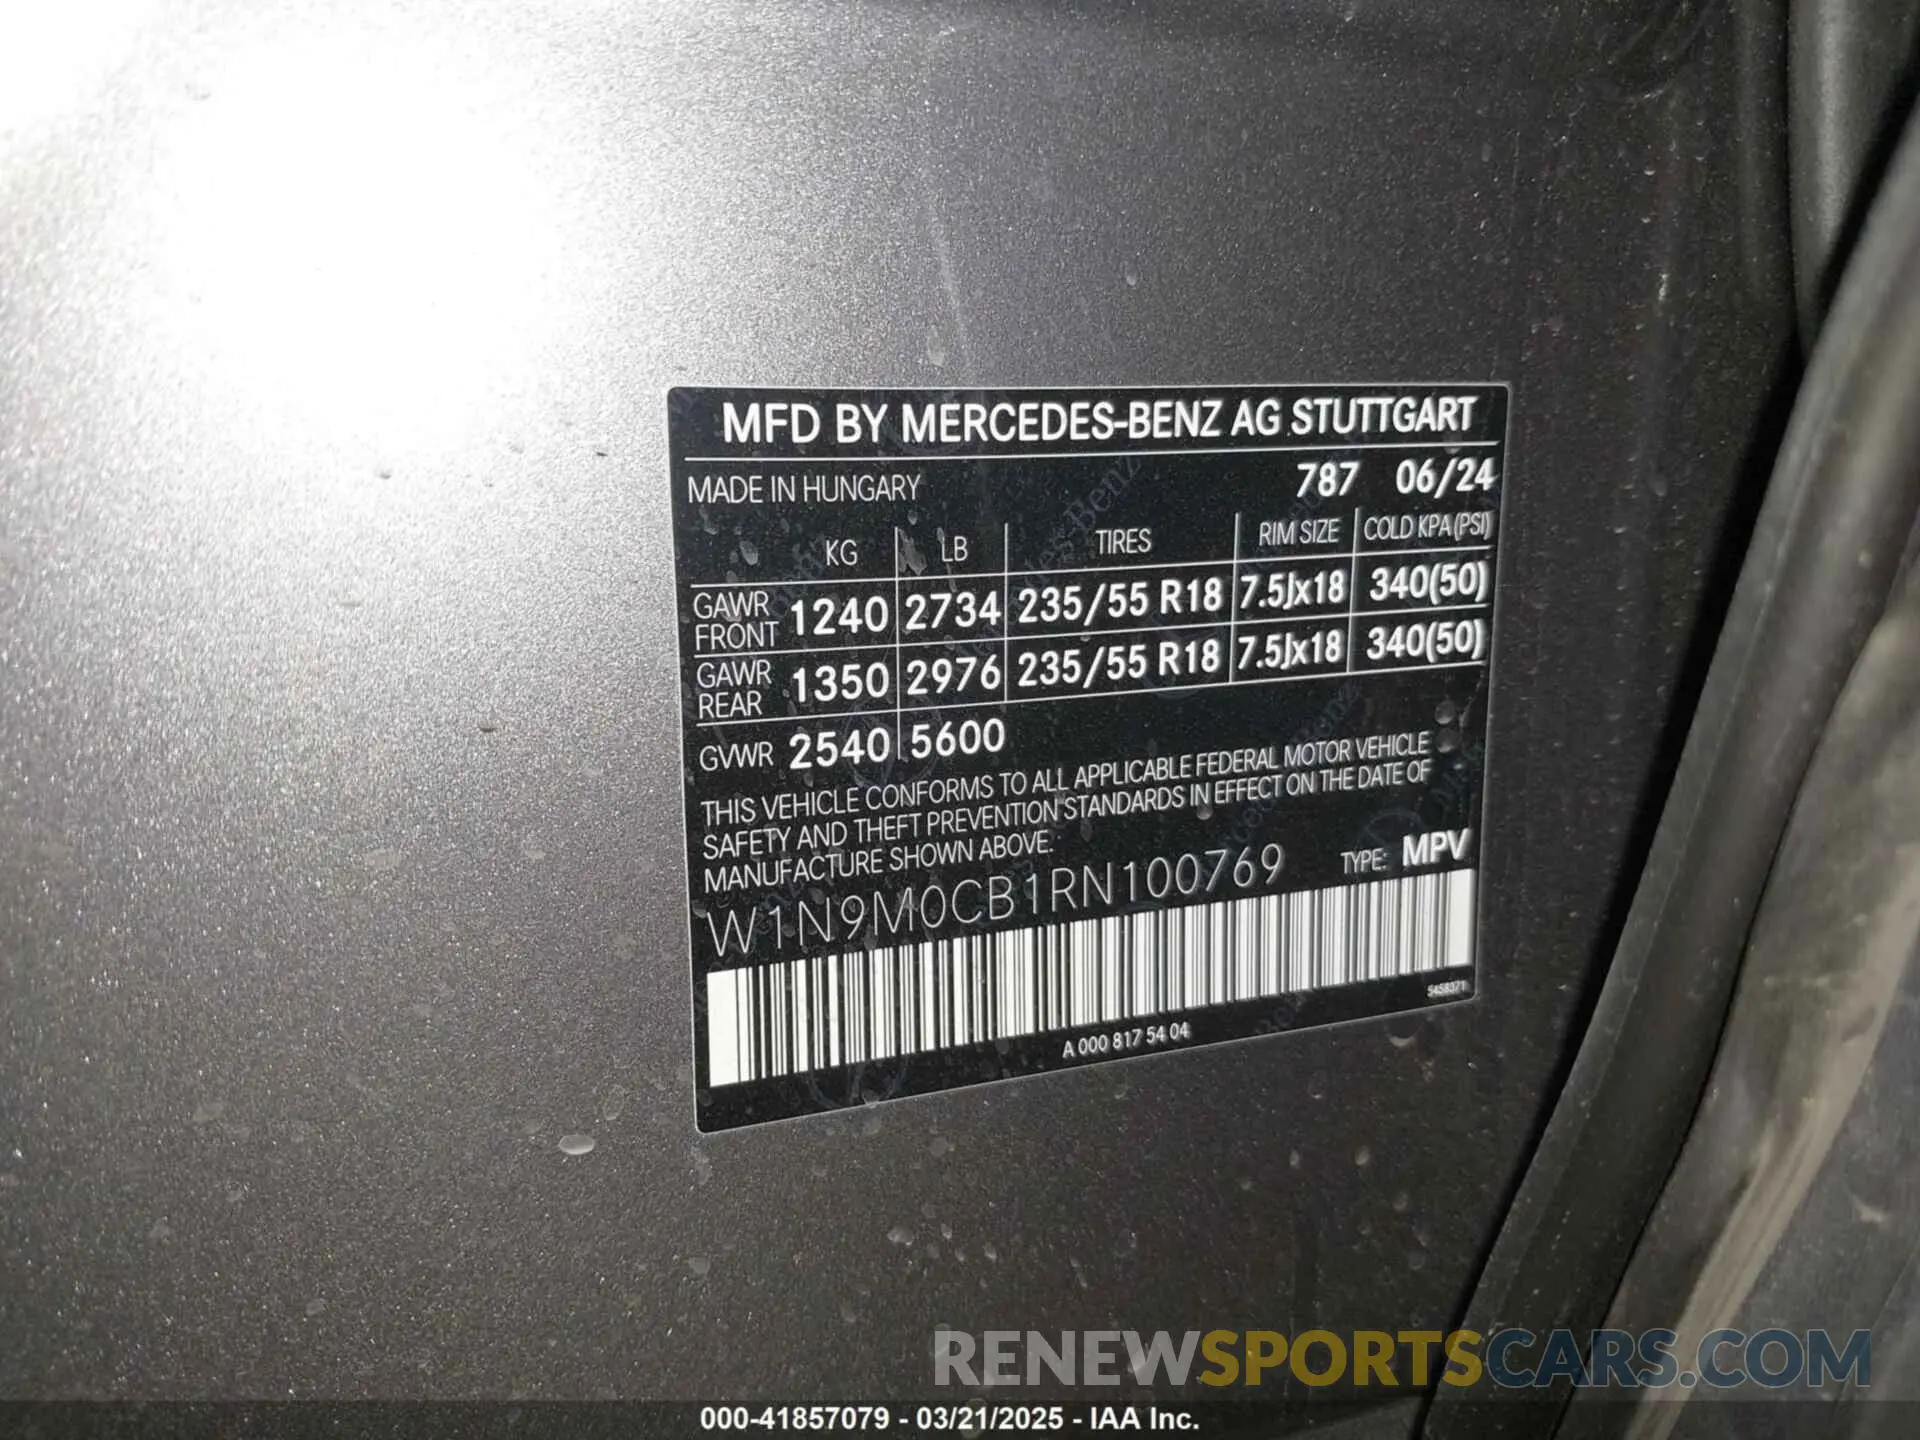 MFD BY MERCEDES-BENZ AG STUTTGART
MADE IN HUNGARY 787 06/24
KG LB TIRES RIM SIZE COLD KPA(PSI)
GAWR FRONT 1240 2734 235/55 R18 7.5Jx18 340(50)
GAWR REAR 1350 2976 235/55 R18 7.5Jx18 340(50)
GVWR 2540 5600
THIS VEHICLE CONFORMS TO ALL APPLICABLE FEDERAL MOTOR VEHICLE
SAFETY AND THEFT PREVENTION STANDARDS IN EFFECT ON THE DATE OF
MANUFACTURE SHOWN ABOVE.
W1N9M0CB1RN100769 TYPE: MPV
5458371
A 000 817 54 04
RENEWSPORTSCARS.COM
000-41857079 - 03/21/2025 - IAA Inc.